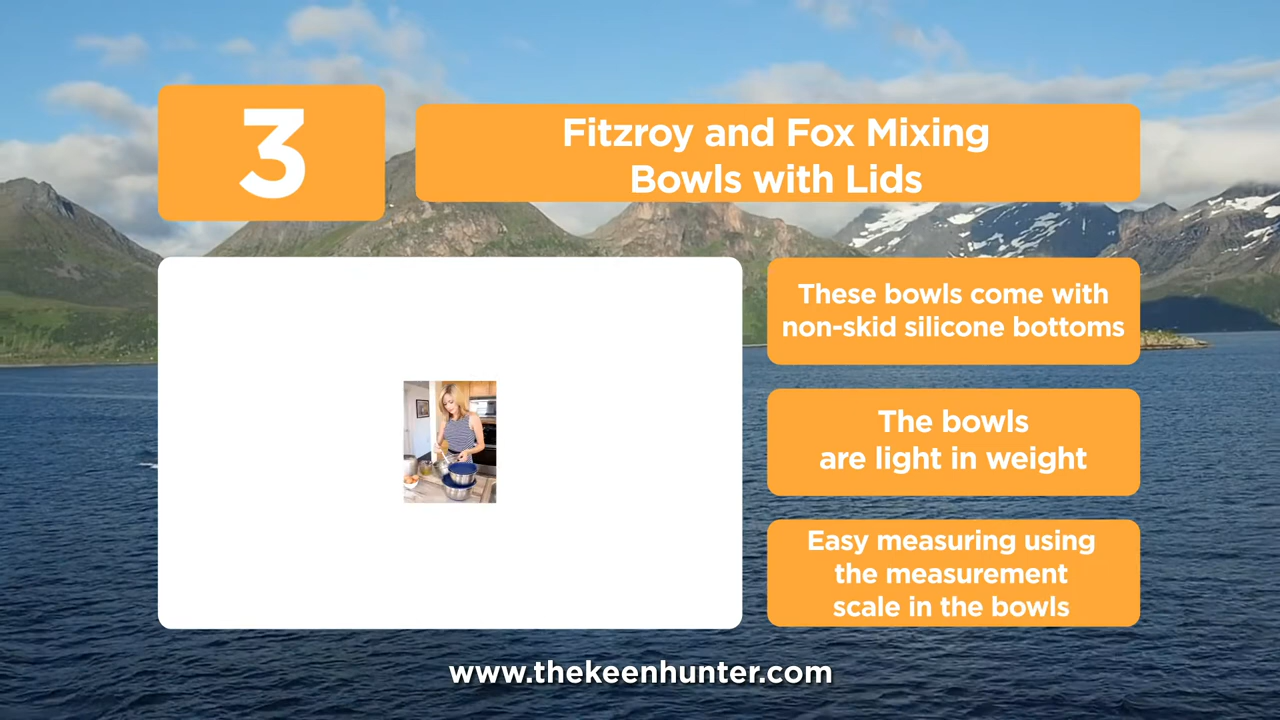 3
Fitzroy and Fox Mixing
Bowls with Lids
These bowls come with
non-skid silicone bottoms
The bowls
are light in weight
Easy measuring using
the measurement
scale in the bowls
www.thekeenhunter.com